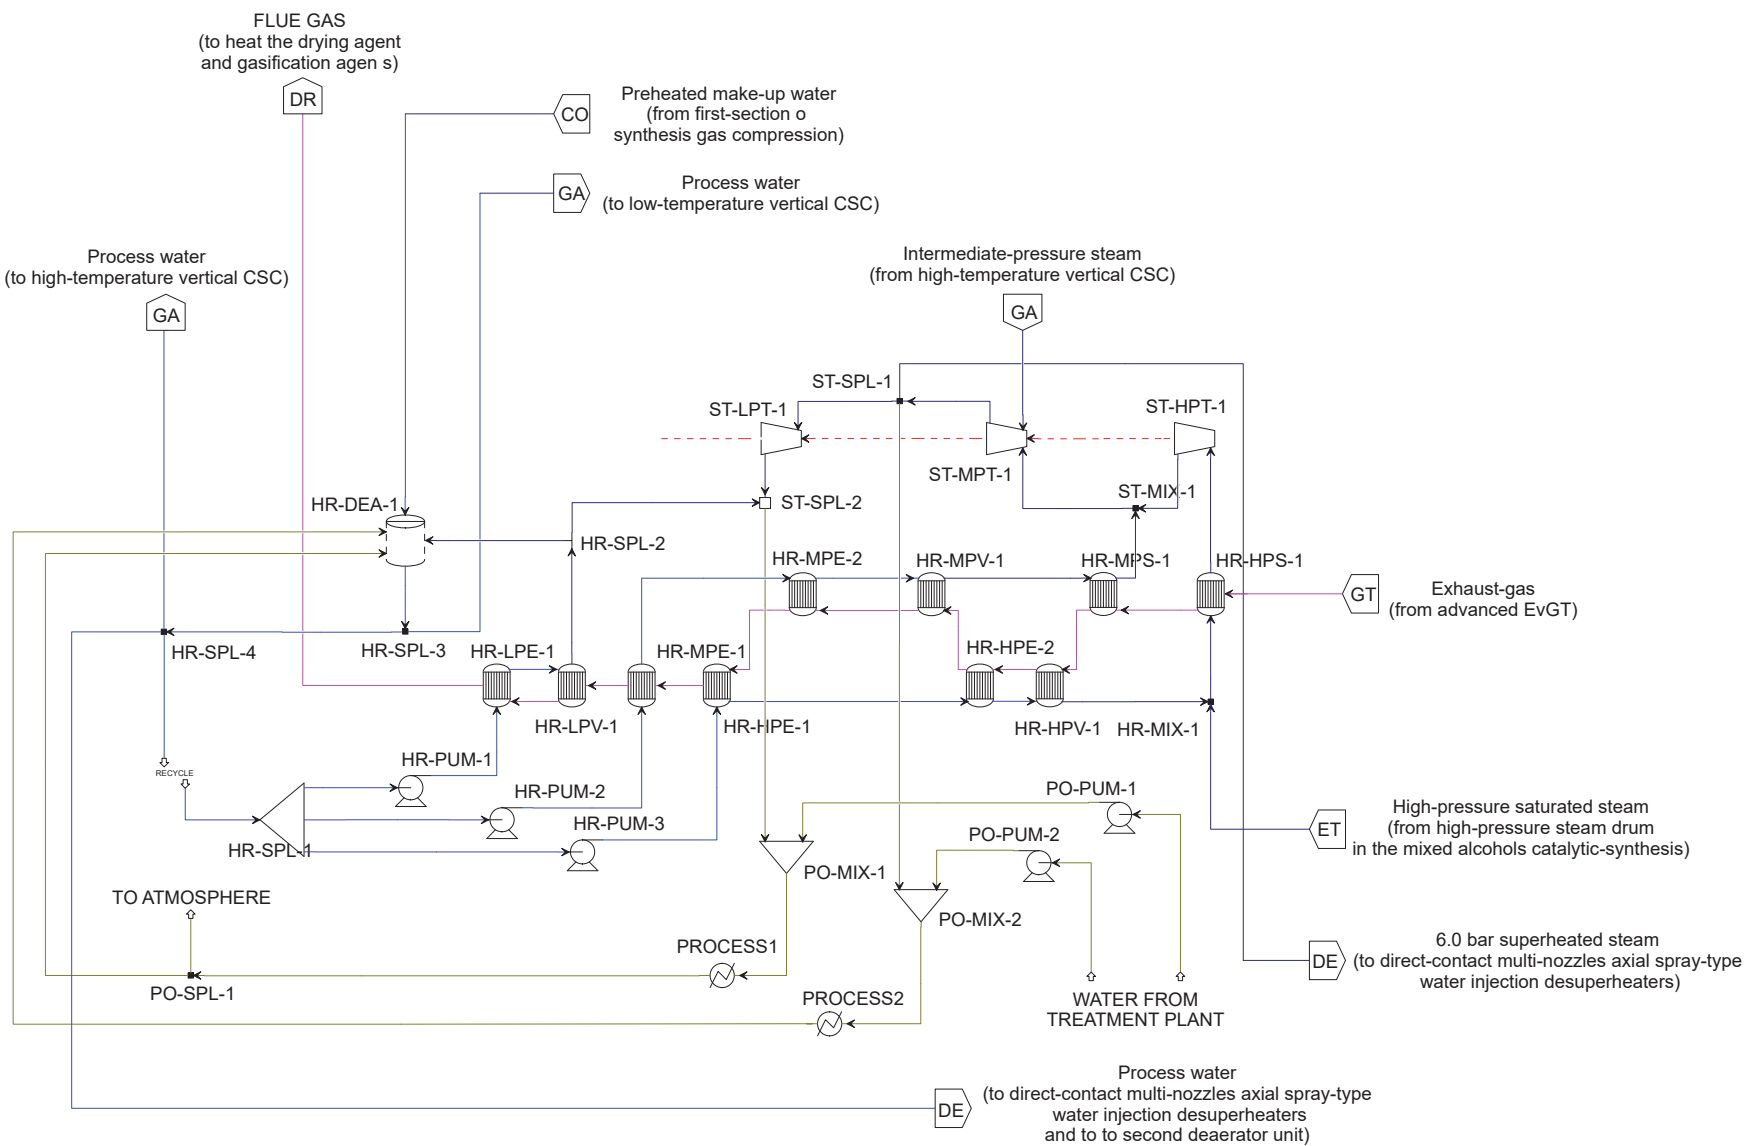 FLUE GAS
(to heat the drying agent
and gasification agen s)
DR
CO
Preheated make-up water
(from first-section o
synthesis gas compression)
GA
Process water
(to low-temperature vertical CSC)
Process water
(to high-temperature vertical CSC)
GA
Intermediate-pressure steam
(from high-temperature vertical CSC)
GA
ST-SPL-1
ST-LPT-1
ST-HPT-1
ST-MPT-1
ST-MIX-1
HR-DEA-1
ST-SPL-2
HR-SPL-2
HR-MPE-2
HR-MPV-1
HR-MPS-1
HR-HPS-1
GT
Exhaust-gas
(from advanced EvGT)
HR-SPL-4
HR-SPL-3
HR-LPE-1
HR-MPE-1
HR-HPE-2
HR-LPV-1
HR-HPE-1
HR-HPV-1
HR-MIX-1
RECYCLE
HR-PUM-1
HR-PUM-2
HR-PUM-3
HR-SPL-1
PO-PUM-1
PO-PUM-2
ET
High-pressure saturated steam
(from high-pressure steam drum
in the mixed alcohols catalytic-synthesis)
PO-MIX-1
PO-MIX-2
TO ATMOSPHERE
PROCESS1
PO-SPL-1
PROCESS2
WATER FROM
TREATMENT PLANT
DE
6.0 bar superheated steam
(to direct-contact multi-nozzles axial spray-type
water injection desuperheaters)
DE
Process water
(to direct-contact multi-nozzles axial spray-type
water injection desuperheaters
and to to second deaerator unit)